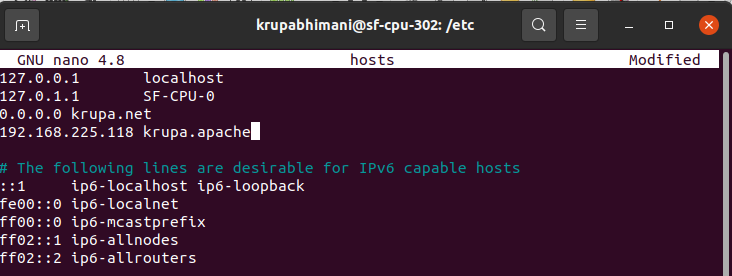 krupabhimani@sf-cpu-302: /etc
GNU nano 4.8 hosts Modified
127.0.0.1 localhost
127.0.1.1 SF-CPU-0
0.0.0.0 krupa.net
192.168.225.118 krupa.apache
# The following lines are desirable for IPv6 capable hosts
::1 ip6-localhost ip6-loopback
fe00::0 ip6-localnet
ff00::0 ip6-mcastprefix
ff02::1 ip6-allnodes
ff02::2 ip6-allrouters